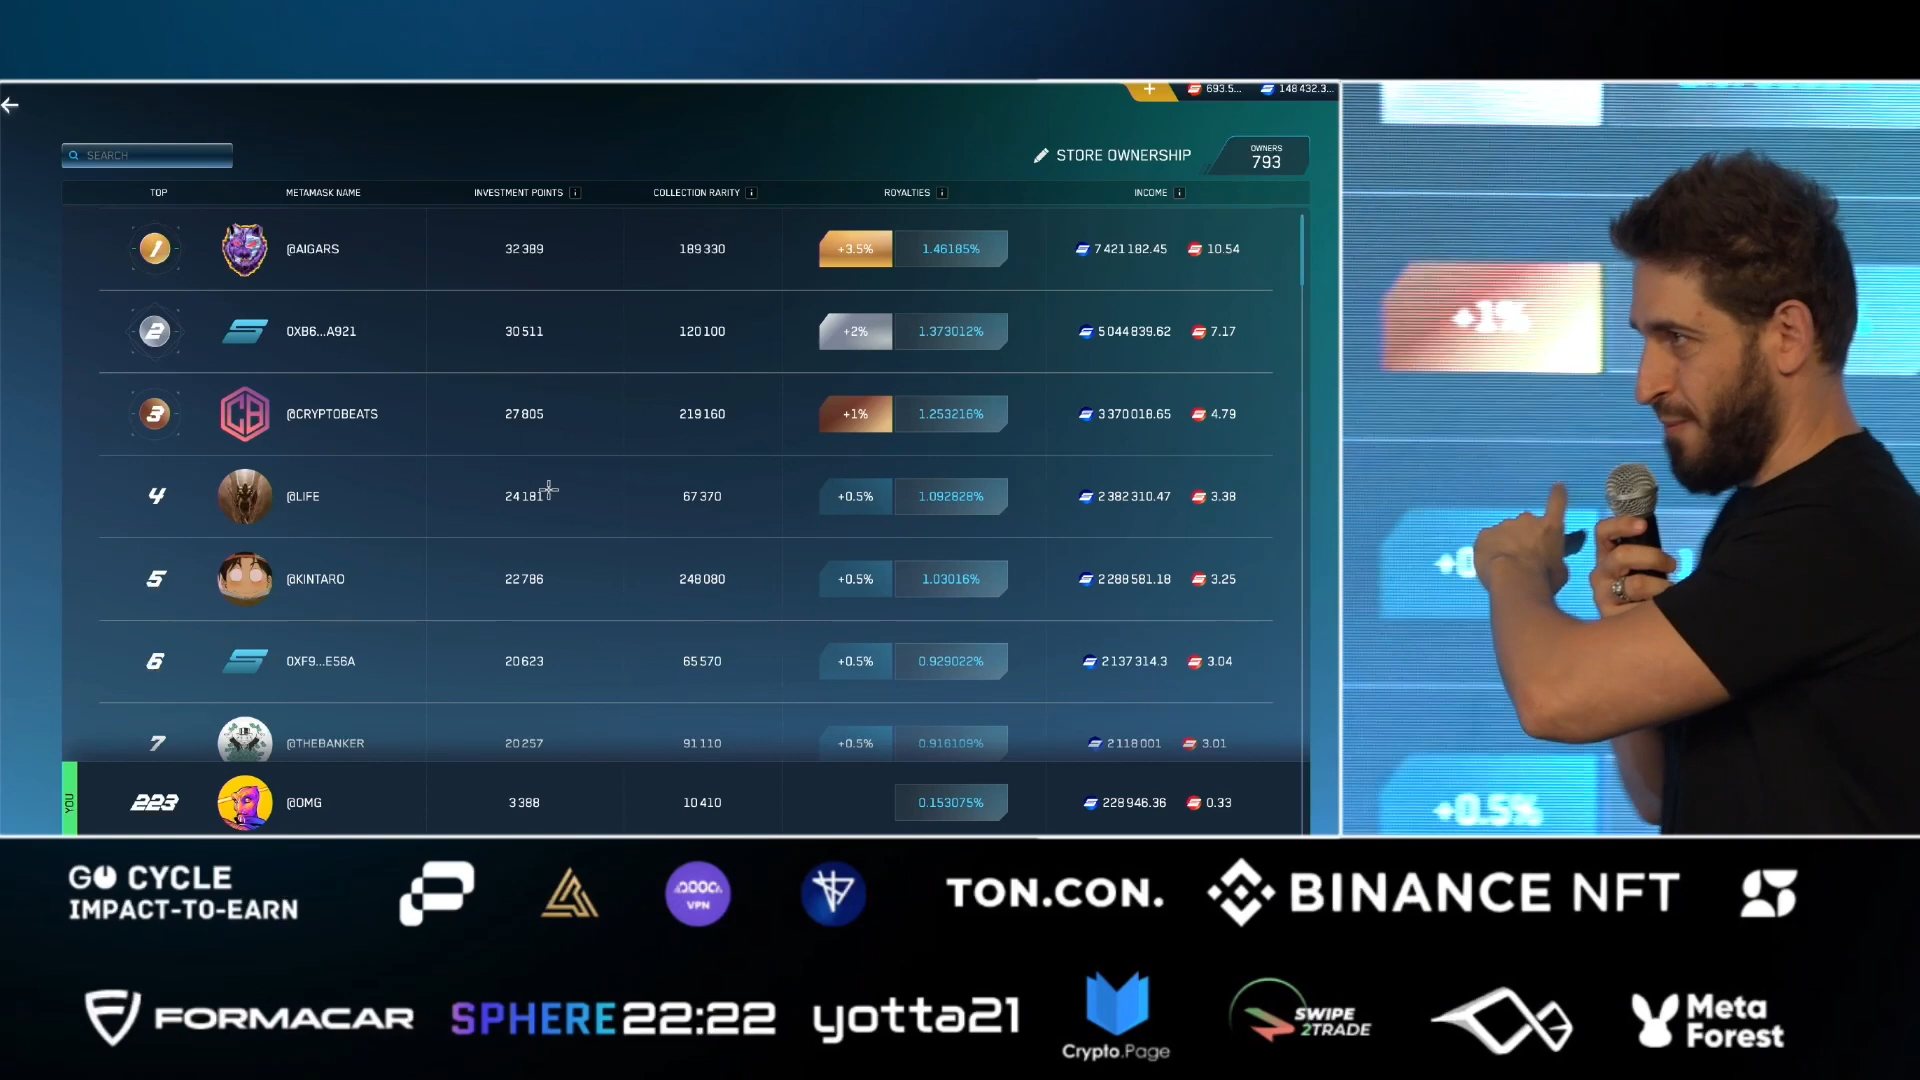 693.5... 148 432.3...
SEARCH
STORE OWNERSHIP
OWNERS
793
TOP METAMASK NAME INVESTMENT POINTS COLLECTION RARITY ROYALTIES INCOME
1 @AIGARS 32 389 189 330 +3.5% 1.46185% 7 421 182.45 10.54
2 0XB6...A921 30 511 120 100 +2% 1.373012% 5 044 839.62 7.17
3 @CRYPTOBEATS 27 805 219 160 +1% 1.253216% 3 370 018.65 4.79
4 @LIFE 24 181 67 370 +0.5% 1.092828% 2 382 310.47 3.38
5 @KINTARO 22 786 248 080 +0.5% 1.03016% 2 288 581.18 3.25
6 0XF9...E56A 20 623 65 570 +0.5% 0.929022% 2 137 314.3 3.04
7 @THEBANKER 20 257 91 110 +0.5% 0.916109% 2 118 001 3.01
YOU 223 @OMG 3 388 10 410 0.153075% 228 946.36 0.33
+1%
+0.5%
GO CYCLE
IMPACT-TO-EARN
VPN
TON.CON.
BINANCE NFT
FORMACAR
SPHERE 22:22
yotta21
Crypto.Page
SWIPE
2TRADE
Meta
Forest